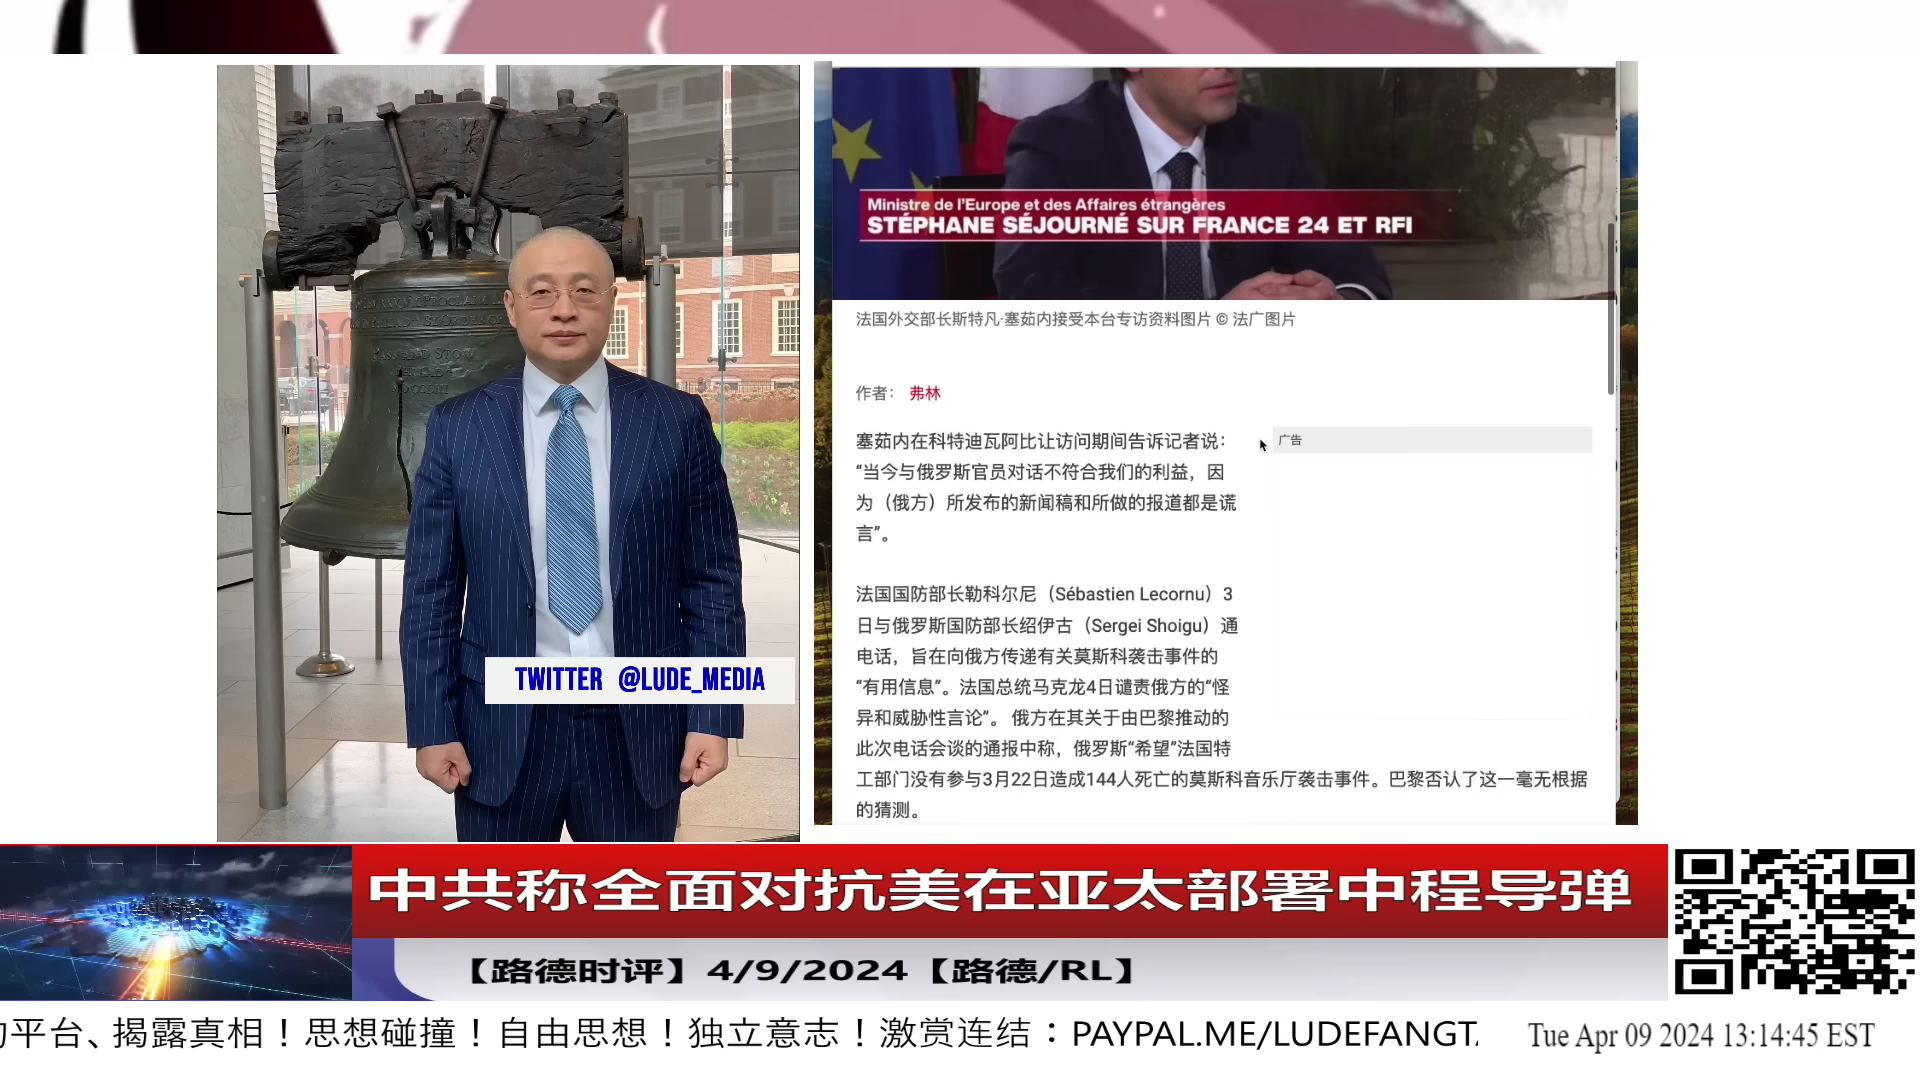 PASS AND STOW
TWITTER @LUDE_MEDIA
Ministre de l'Europe et des Affaires étrangères
STÉPHANE SÉJOURNÉ SUR FRANCE 24 ET RFI
法国外交部长斯特凡·塞茹内接受本台专访资料图片 © 法广图片
作者： 弗林
广告
塞茹内在科特迪瓦阿比让访问期间告诉记者说：
“当今与俄罗斯官员对话不符合我们的利益，因
为（俄方）所发布的新闻稿和所做的报道都是谎
言”。
法国国防部长勒科尔尼（Sébastien Lecornu）3
日与俄罗斯国防部长绍伊古（Sergei Shoigu）通
电话，旨在向俄方传递有关莫斯科袭击事件的
“有用信息”。法国总统马克龙4日谴责俄方的“怪
异和威胁性言论”。 俄方在其关于由巴黎推动的
此次电话会谈的通报中称，俄罗斯“希望”法国特
工部门没有参与3月22日造成144人死亡的莫斯科音乐厅袭击事件。巴黎否认了这一毫无根据
的猜测。
中共称全面对抗美在亚太部署中程导弹
【路德时评】4/9/2024【路德/RL】
平台、揭露真相！思想碰撞！自由思想！独立意志！激赏连结：PAYPAL.ME/LUDEFANGT
Tue Apr 09 2024 13:14:45 EST